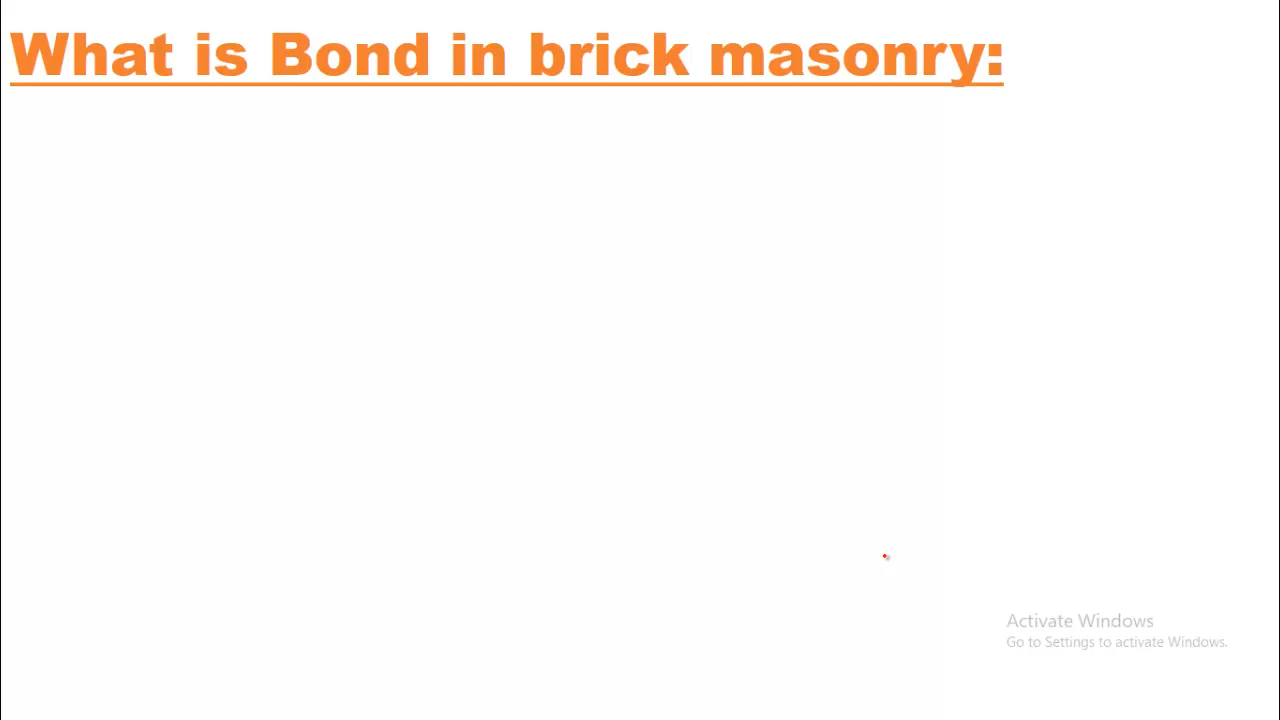 What is Bond in brick masonry:
Activate Windows
Go to Settings to activate Windows.